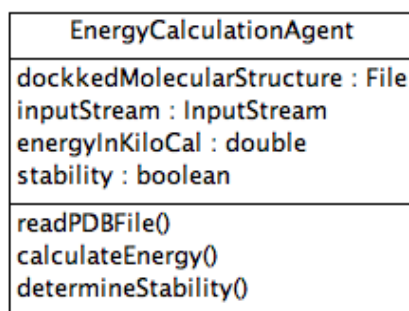 EnergyCalculationAgent
dockkedMolecularStructure : File
inputStream : InputStream
energyInKiloCal : double
stability : boolean
readPDBFile()
calculateEnergy()
determineStability()